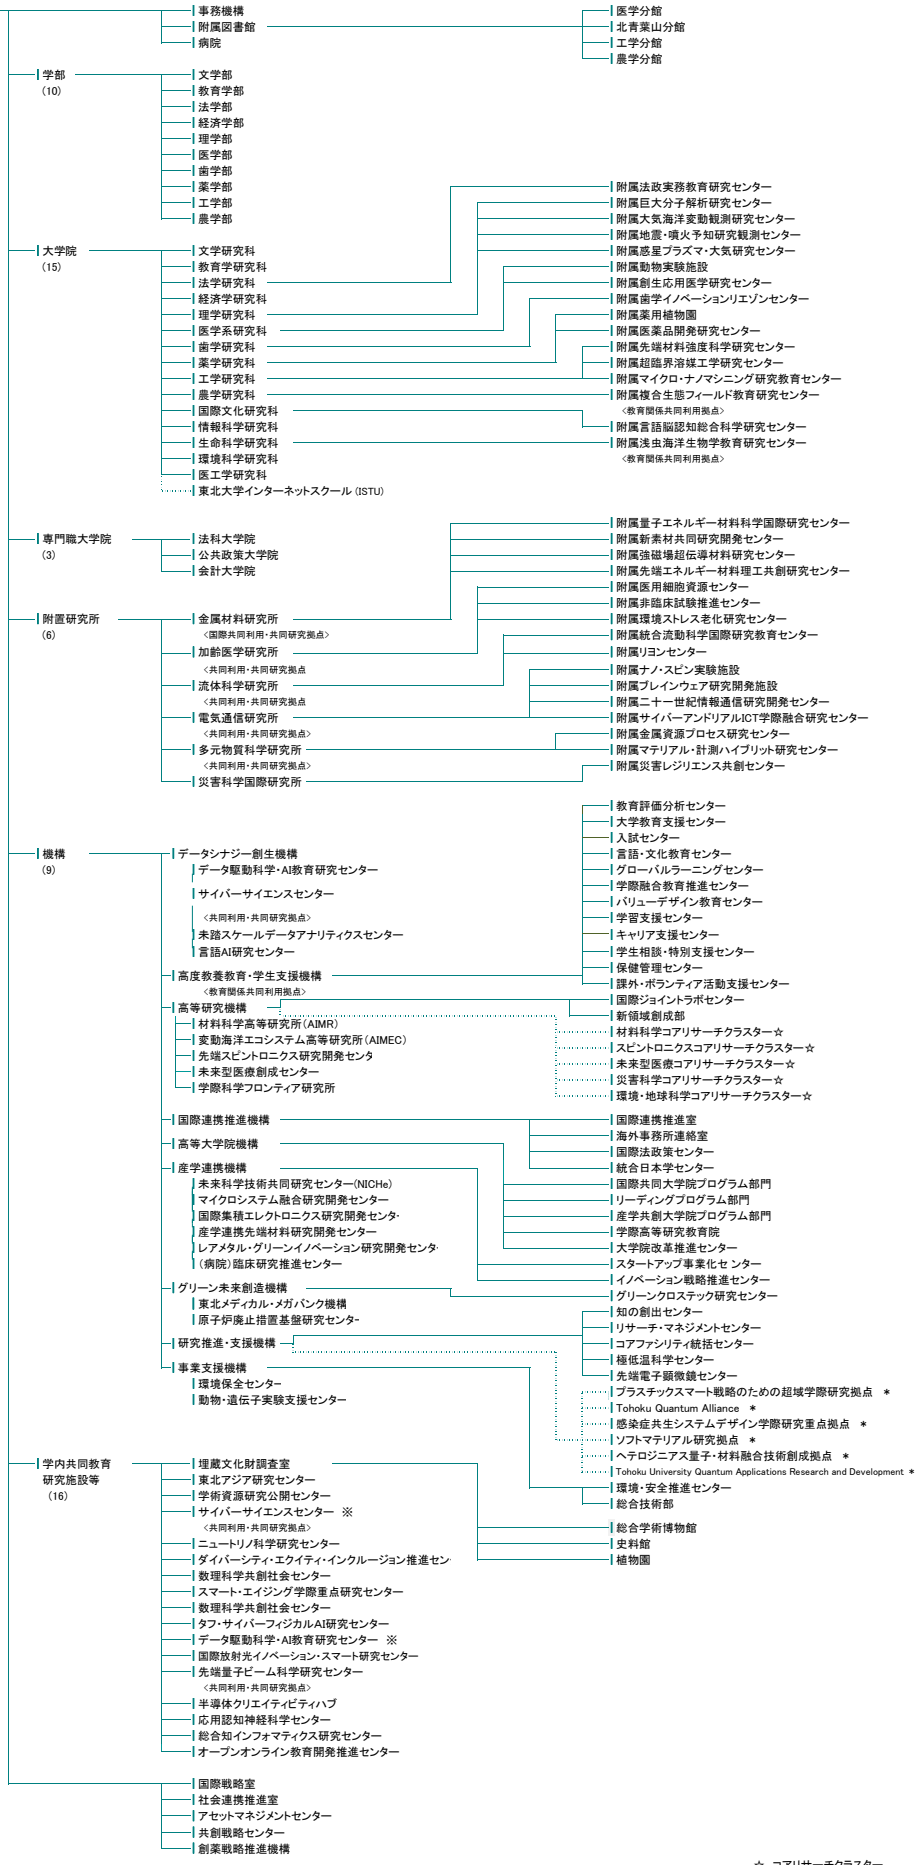 事務機構
附属図書館
病院
医学分館
北青葉山分館
工学分館
農学分館
学部
(10)
文学部
教育学部
法学部
経済学部
理学部
医学部
歯学部
薬学部
工学部
農学部
大学院
(15)
文学研究科
教育学研究科
法学研究科
経済学研究科
理学研究科
医学系研究科
歯学研究科
薬学研究科
工学研究科
農学研究科
国際文化研究科
情報科学研究科
生命科学研究科
環境科学研究科
医工学研究科
東北大学インターネットスクール (ISTU)
附属法政実務教育研究センター
附属巨大分子解析研究センター
附属大気海洋変動観測研究センター
附属地震・噴火予知研究観測センター
附属惑星プラズマ・大気研究センター
附属動物実験施設
附属創生応用医学研究センター
附属歯学イノベーションリエゾンセンター
附属薬用植物園
附属医薬品開発研究センター
附属先端材料強度科学研究センター
附属超臨界溶媒工学研究センター
附属マイクロ・ナノマシニング研究教育センター
附属複合生態フィールド教育研究センター
<教育関係共同利用拠点>
附属言語脳認知総合科学研究センター
附属浅虫海洋生物学教育研究センター
<教育関係共同利用拠点>
専門職大学院
(3)
法科大学院
公共政策大学院
会計大学院
附置研究所
(6)
金属材料研究所
<国際共同利用・共同研究拠点>
加齢医学研究所
<共同利用・共同研究拠点
流体科学研究所
<共同利用・共同研究拠点
電気通信研究所
<共同利用・共同研究拠点>
多元物質科学研究所
<共同利用・共同研究拠点>
災害科学国際研究所
附属量子エネルギー材料科学国際研究センター
附属新素材共同研究開発センター
附属強磁場超伝導材料研究センター
附属先端エネルギー材料理工共創研究センター
附属医用細胞資源センター
附属非臨床試験推進センター
附属環境ストレス老化研究センター
附属統合流動科学国際研究教育センター
附属リヨンセンター
附属ナノ・スピン実験施設
附属ブレインウェア研究開発施設
附属二十一世紀情報通信研究開発センター
附属サイバーアンドリアルICT学際融合研究センター
附属金属資源プロセス研究センター
附属マテリアル・計測ハイブリット研究センター
附属災害レジリエンス共創センター
機構
(9)
データシナジー創生機構
データ駆動科学・AI教育研究センター
サイバーサイエンスセンター
<共同利用・共同研究拠点>
未踏スケールデータアナリティクスセンター
言語AI研究センター
高度教養教育・学生支援機構
<教育関係共同利用拠点>
高等研究機構
材料科学高等研究所(AIMR)
変動海洋エコシステム高等研究所(AIMEC)
先端スピントロニクス研究開発センタ
未来型医療創成センター
学際科学フロンティア研究所
国際連携推進機構
高等大学院機構
産学連携機構
未来科学技術共同研究センター(NICHe)
マイクロシステム融合研究開発センター
国際集積エレクトロニクス研究開発センタ
産学連携先端材料研究開発センター
レアメタル・グリーンイノベーション研究開発センタ
(病院)臨床研究推進センター
グリーン未来創造機構
東北メディカル・メガバンク機構
原子炉廃止措置基盤研究センター
研究推進・支援機構
事業支援機構
環境保全センター
動物・遺伝子実験支援センター
教育評価分析センター
大学教育支援センター
入試センター
言語・文化教育センター
グローバルラーニングセンター
学際融合教育推進センター
バリューデザイン教育センター
学習支援センター
キャリア支援センター
学生相談・特別支援センター
保健管理センター
課外・ボランティア活動支援センター
国際ジョイントラボセンター
新領域創成部
材料科学コアリサーチクラスター☆
スピントロニクスコアリサーチクラスター☆
未来型医療コアリサーチクラスター☆
災害科学コアリサーチクラスター☆
環境・地球科学コアリサーチクラスター☆
国際連携推進室
海外事務所連絡室
国際法政策センター
統合日本学センター
国際共同大学院プログラム部門
リーディングプログラム部門
産学共創大学院プログラム部門
学際高等研究教育院
大学院改革推進センター
スタートアップ事業化センター
イノベーション戦略推進センター
グリーンクロステック研究センター
知の創出センター
リサーチ・マネジメントセンター
コアファシリティ統括センター
極低温科学センター
先端電子顕微鏡センター
プラスチックスマート戦略のための超域学際研究拠点 *
Tohoku Quantum Alliance *
感染症共生システムデザイン学際研究重点拠点 *
ソフトマテリアル研究拠点 *
ヘテロジニアス量子・材料融合技術創成拠点 *
Tohoku University Quantum Applications Research and Development *
環境・安全推進センター
総合技術部
学内共同教育
研究施設等
(16)
埋蔵文化財調査室
東北アジア研究センター
学術資源研究公開センター
サイバーサイエンスセンター ※
<共同利用・共同研究拠点>
ニュートリノ科学研究センター
ダイバーシティ・エクイティ・インクルージョン推進セン
数理科学共創社会センター
スマート・エイジング学際重点研究センター
数理科学共創社会センター
タフ・サイバーフィジカルAI研究センター
データ駆動科学・AI教育研究センター ※
国際放射光イノベーション・スマート研究センター
先端量子ビーム科学研究センター
<共同利用・共同研究拠点>
半導体クリエイティビティハブ
応用認知神経科学センター
総合知インフォマティクス研究センター
オープンオンライン教育開発推進センター
総合学術博物館
史料館
植物園
国際戦略室
社会連携推進室
アセットマネジメントセンター
共創戦略センター
創薬戦略推進機構